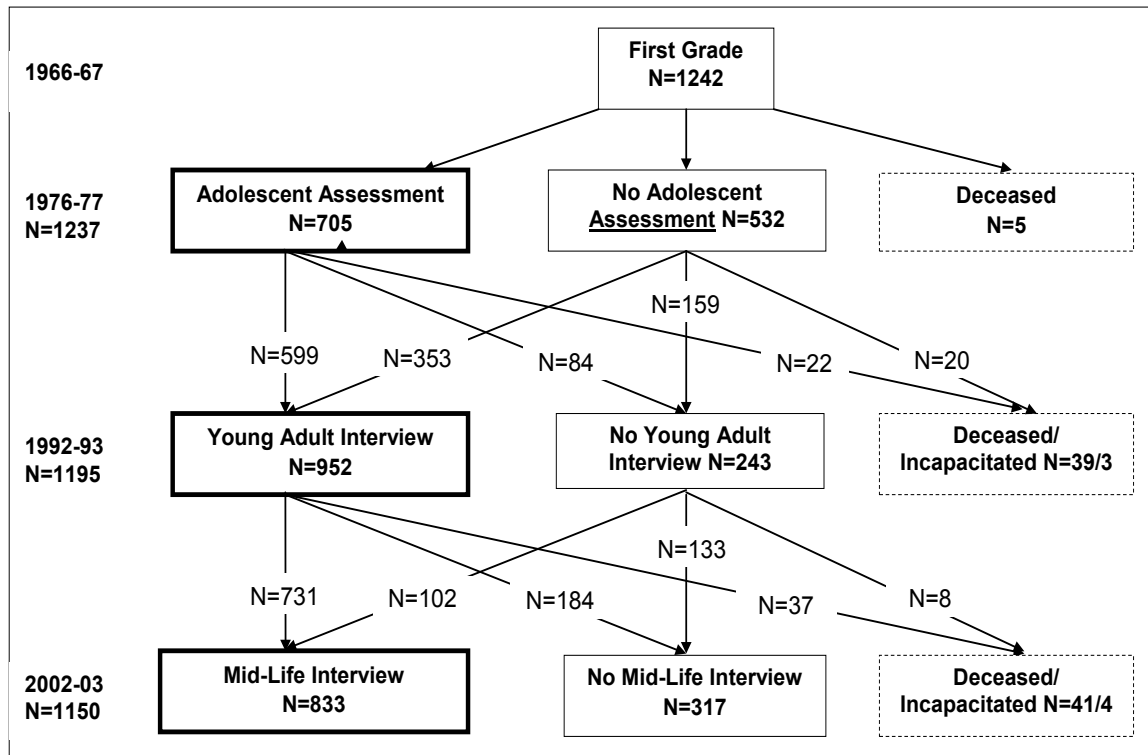 1966-67
First Grade
N=1242
1976-77
N=1237
Adolescent Assessment
N=705
No Adolescent
Assessment N=532
Deceased
N=5
N=599
N=353
N=84
N=159
N=22
N=20
1992-93
N=1195
Young Adult Interview
N=952
No Young Adult
Interview N=243
Deceased/
Incapacitated N=39/3
N=731
N=102
N=184
N=133
N=37
N=8
2002-03
N=1150
Mid-Life Interview
N=833
No Mid-Life Interview
N=317
Deceased/
Incapacitated N=41/4